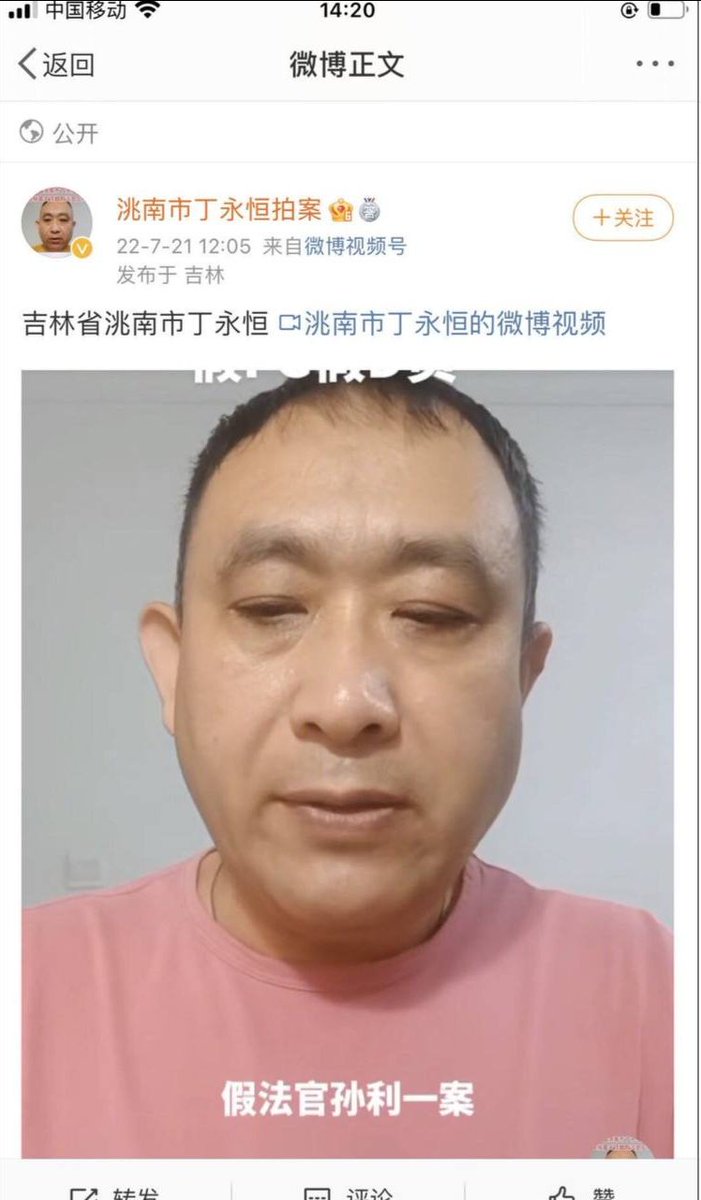 中国移动 14:20
返回 微博正文
公开
洮南市丁永恒拍案
+关注
22-7-21 12:05 来自微博视频号
发布于 吉林
吉林省洮南市丁永恒 洮南市丁永恒的微博视频
假法官孙利一案
转发 评论 赞